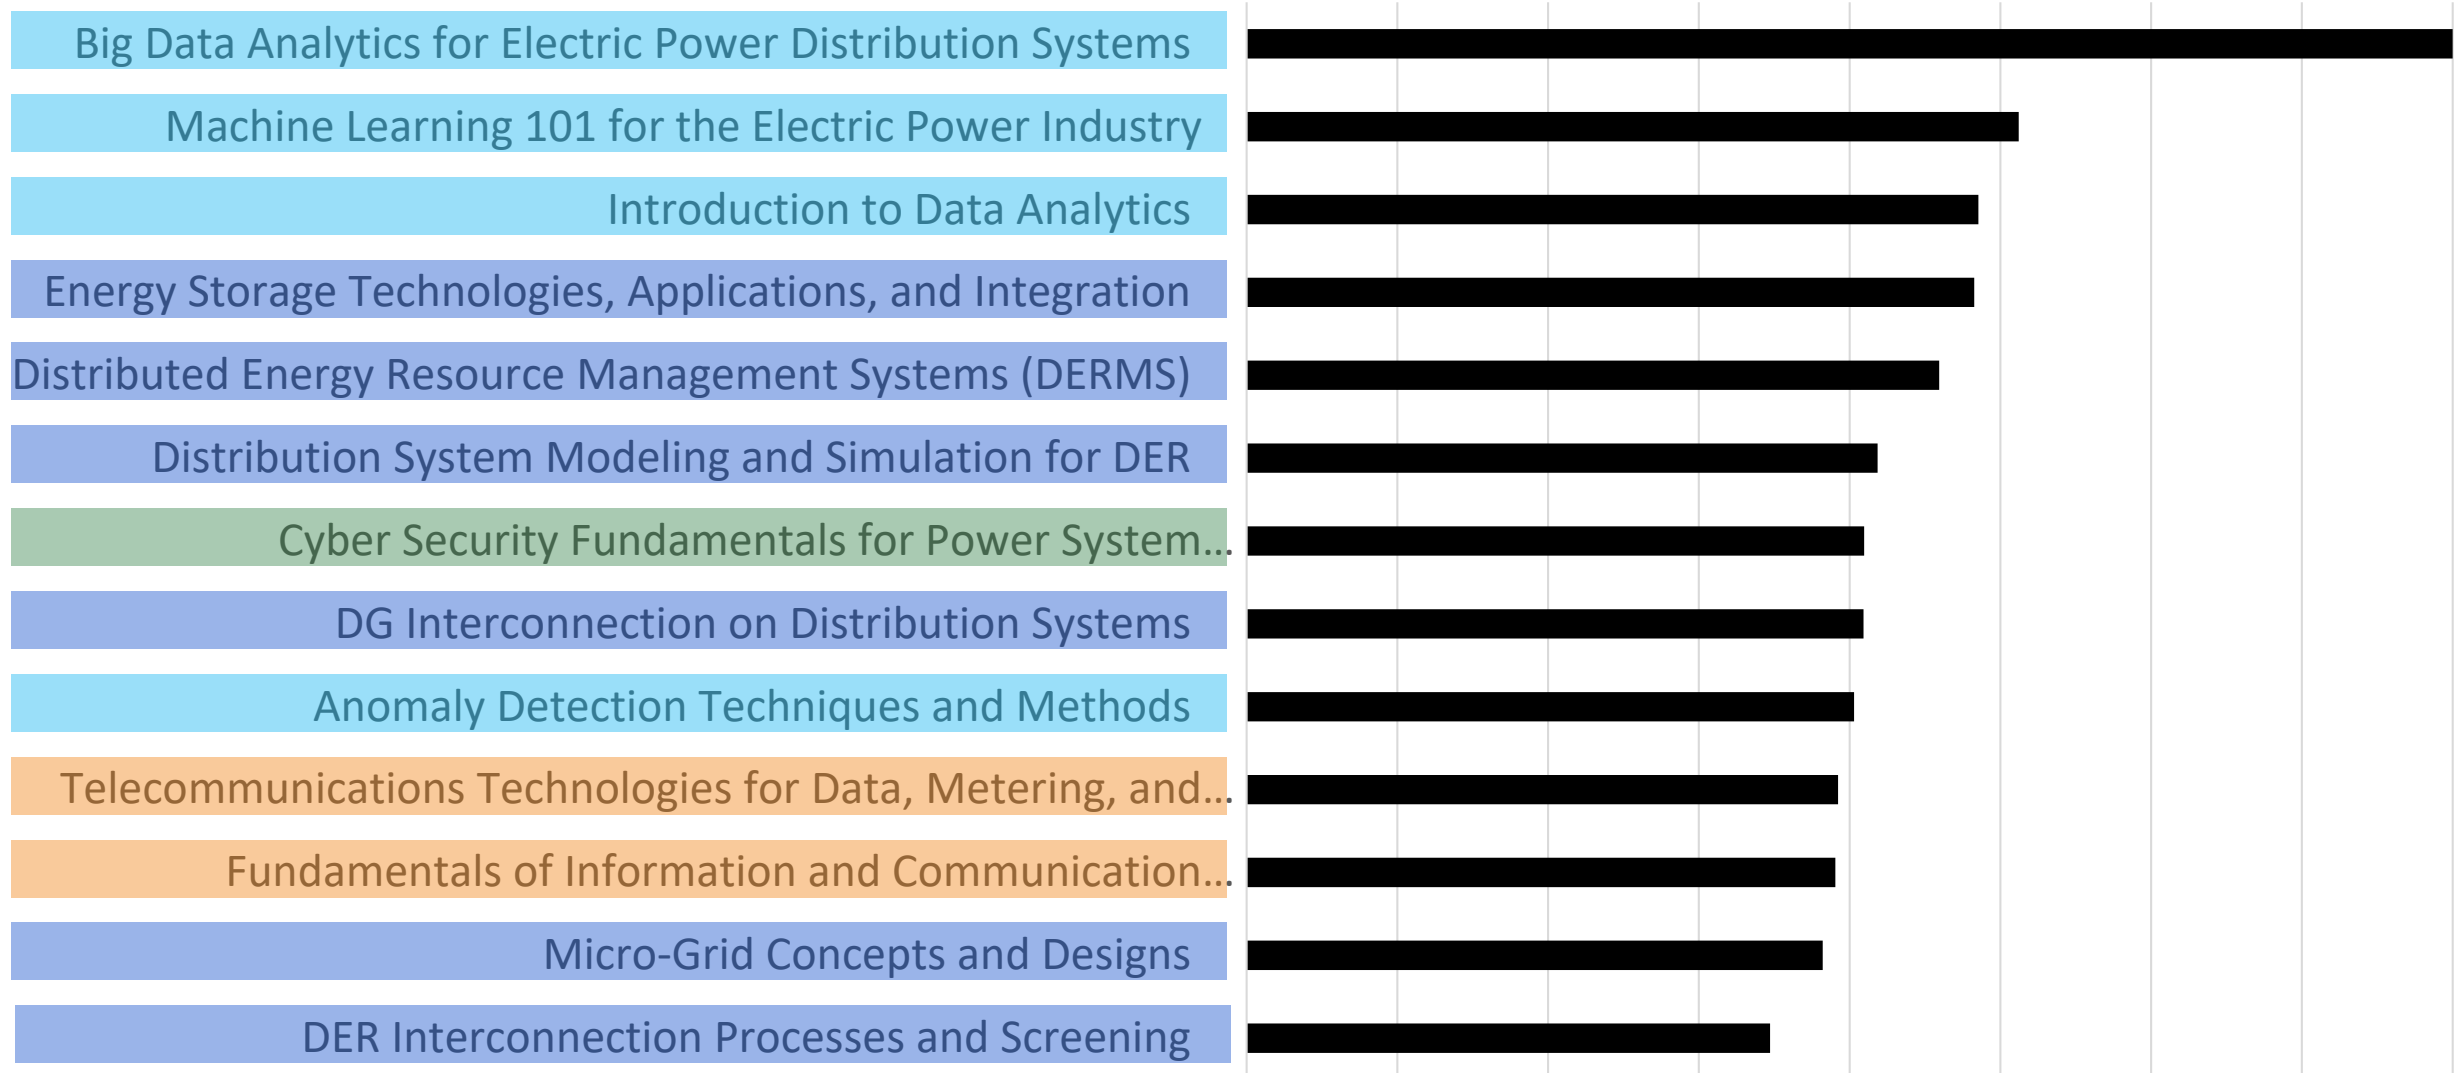 Big Data Analytics for Electric Power Distribution Systems
Machine Learning 101 for the Electric Power Industry
Introduction to Data Analytics
Energy Storage Technologies, Applications, and Integration
Distributed Energy Resource Management Systems (DERMS)
Distribution System Modeling and Simulation for DER
Cyber Security Fundamentals for Power System...
DG Interconnection on Distribution Systems
Anomaly Detection Techniques and Methods
Telecommunications Technologies for Data, Metering, and...
Fundamentals of Information and Communication...
Micro-Grid Concepts and Designs
DER Interconnection Processes and Screening